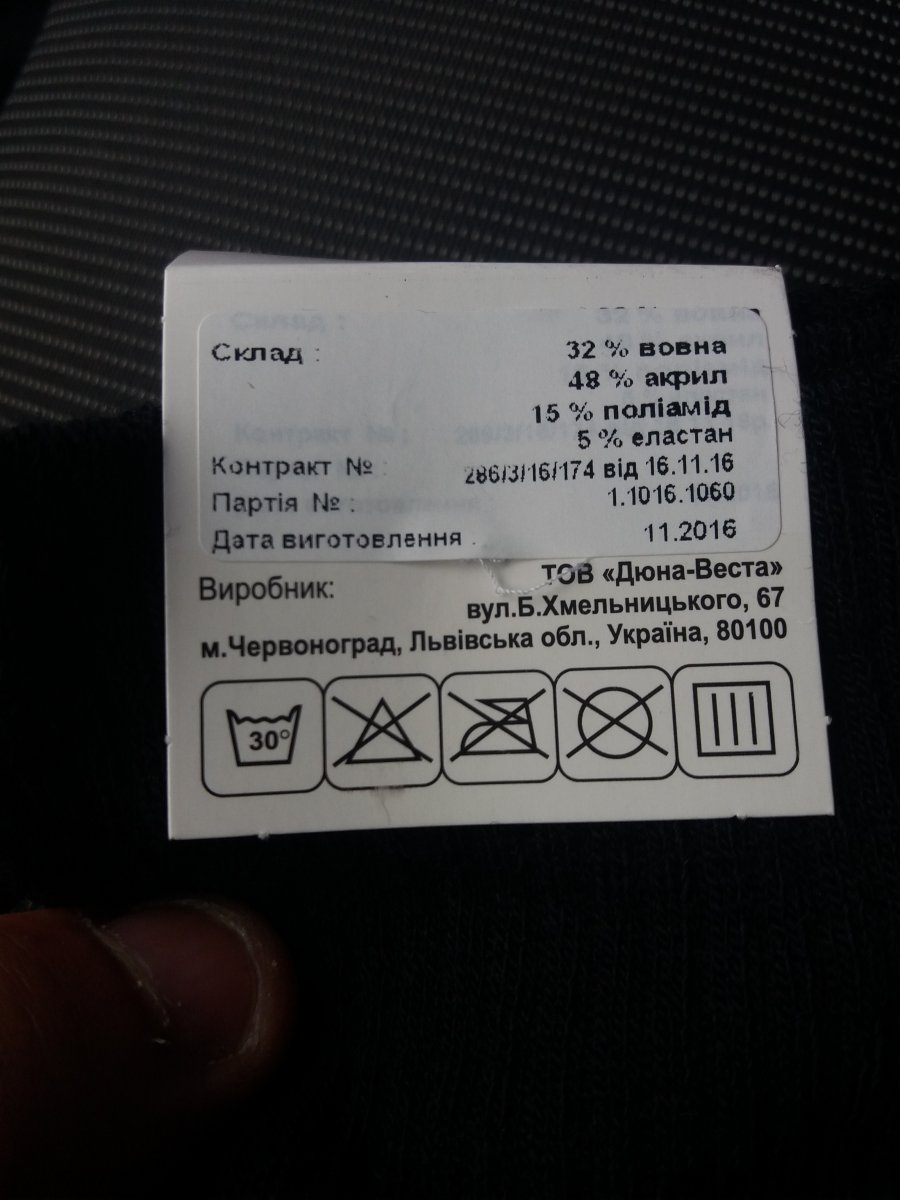 Склад : 32 % вовна
48 % акрил
15 % поліамід
5 % еластан
Контракт № 286/3/16/174 від 16.11.16
Партія № : 1.1016.1060
Дата виготовлення 11.2016
Виробник: ТОВ «Дюна-Веста»
вул.Б.Хмельницького, 67
м.Червоноград, Львівська обл., Україна, 80100
30°